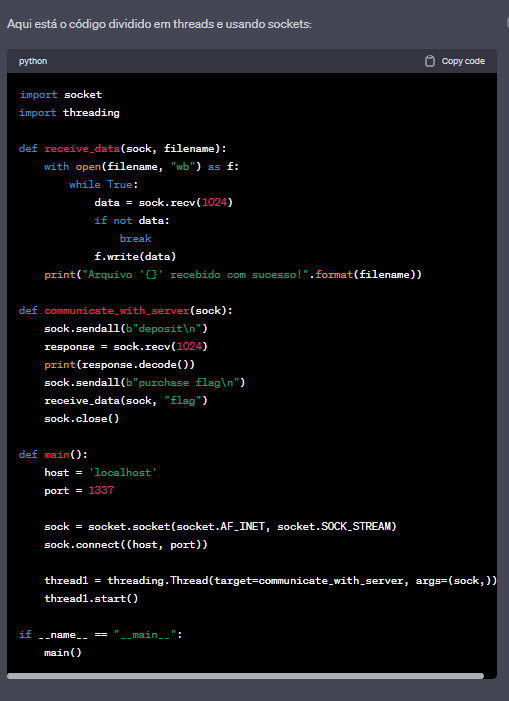 Aqui está o código dividido em threads e usando sockets:
python
Copy code
import socket
import threading
def receive_data(sock, filename):
    with open(filename, "wb") as f:
        while True:
            data = sock.recv(1024)
            if not data:
                break
            f.write(data)
    print("Arquivo '{}' recebido com sucesso!".format(filename))
def communicate_with_server(sock):
    sock.sendall(b"deposit\n")
    response = sock.recv(1024)
    print(response.decode())
    sock.sendall(b"purchase flag\n")
    receive_data(sock, "flag")
    sock.close()
def main():
    host = 'localhost'
    port = 1337
    sock = socket.socket(socket.AF_INET, socket.SOCK_STREAM)
    sock.connect((host, port))
    thread1 = threading.Thread(target=communicate_with_server, args=(sock,))
    thread1.start()
if __name__ == "__main__":
    main()